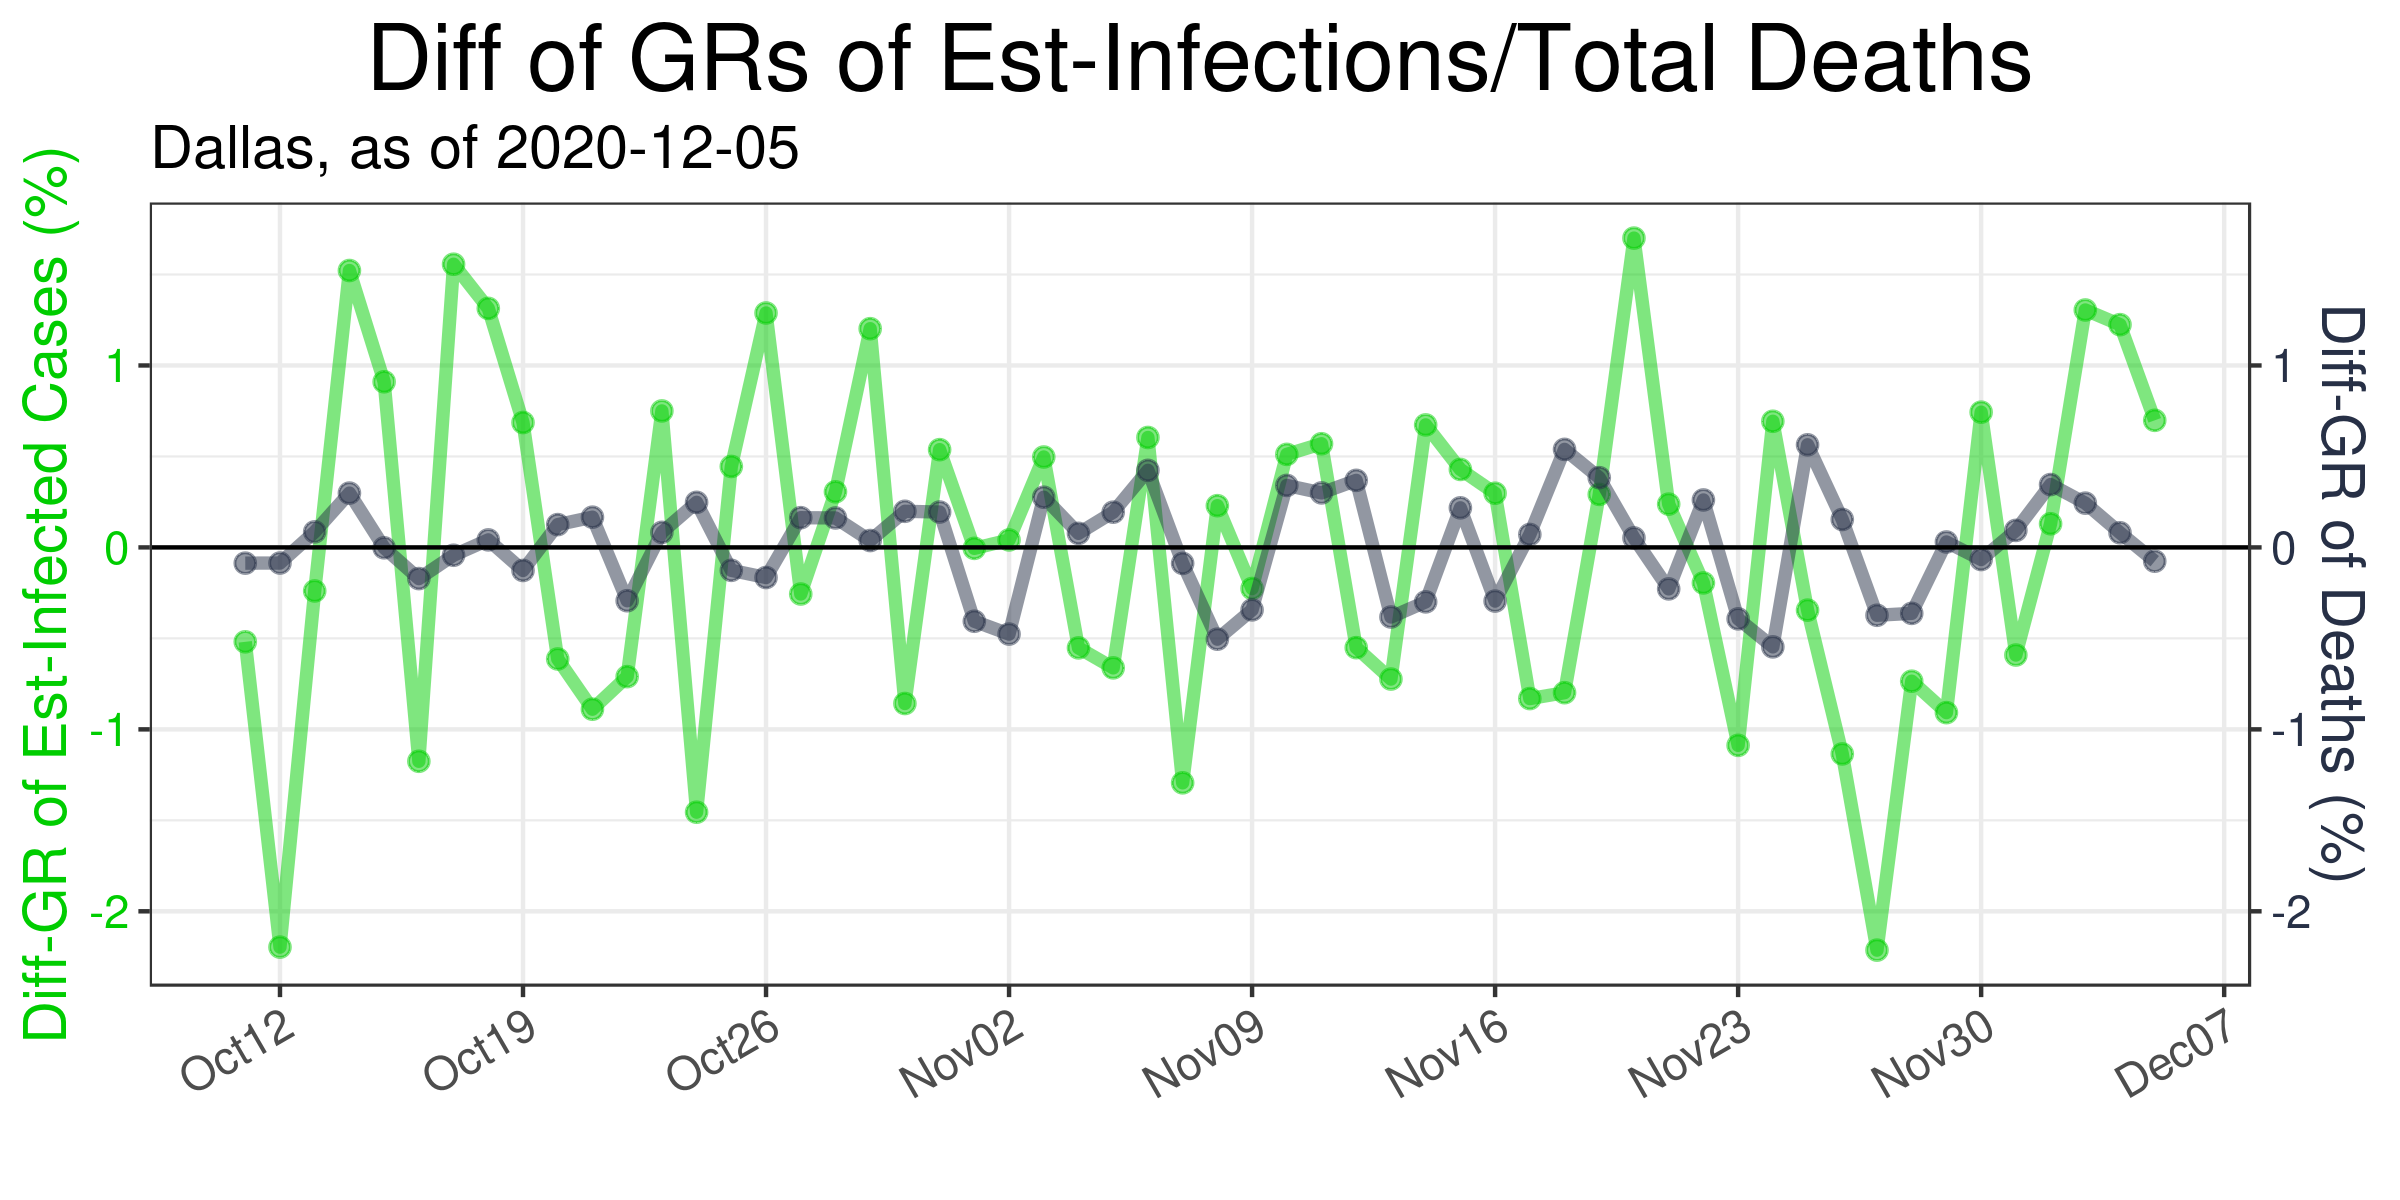 Diff of GRs of Est-Infections/Total Deaths
Dallas, as of 2020-12-05
Diff-GR of Est-Infected Cases (%)
1
0
-1
-2
1
0
-1
-2
Diff-GR of Deaths (%)
Oct12
Oct19
Oct26
Nov02
Nov09
Nov16
Nov23
Nov30
Dec07